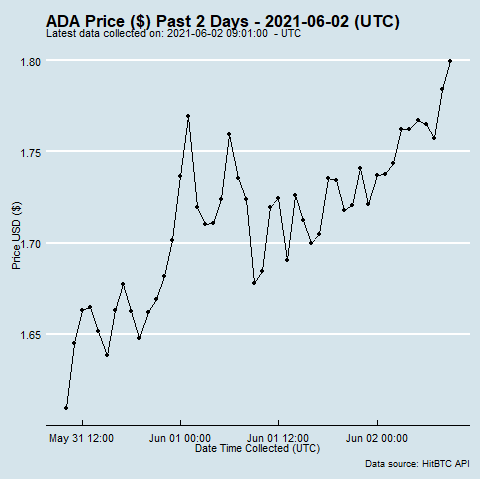 ADA Price ($) Past 2 Days - 2021-06-02 (UTC)
Latest data collected on: 2021-06-02 09:01:00 - UTC
1.80
1.75
1.70
1.65
Price USD ($)
May 31 12:00 Jun 01 00:00 Jun 01 12:00 Jun 02 00:00
Date Time Collected (UTC)
Data source: HitBTC API